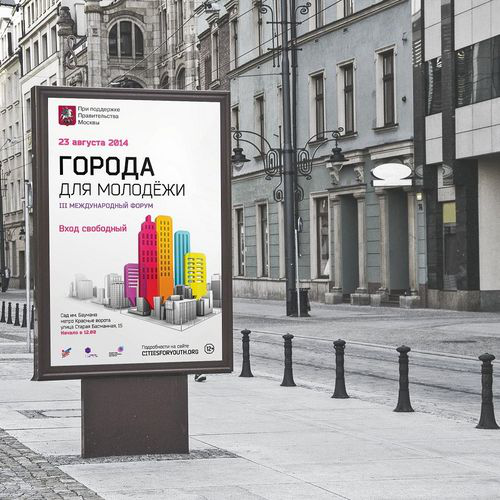 При поддержке
Правительства
Москвы
23 августа 2014
ГОРОДА
ДЛЯ МОЛОДЁЖИ
III МЕЖДУНАРОДНЫЙ ФОРУМ
Вход свободный
Сад им. Баумана
метро Красные ворота
улица Старая Басманная, 15
Начало в 12.00
Подробности на сайте
CITIESFORYOUTH.ORG
12+